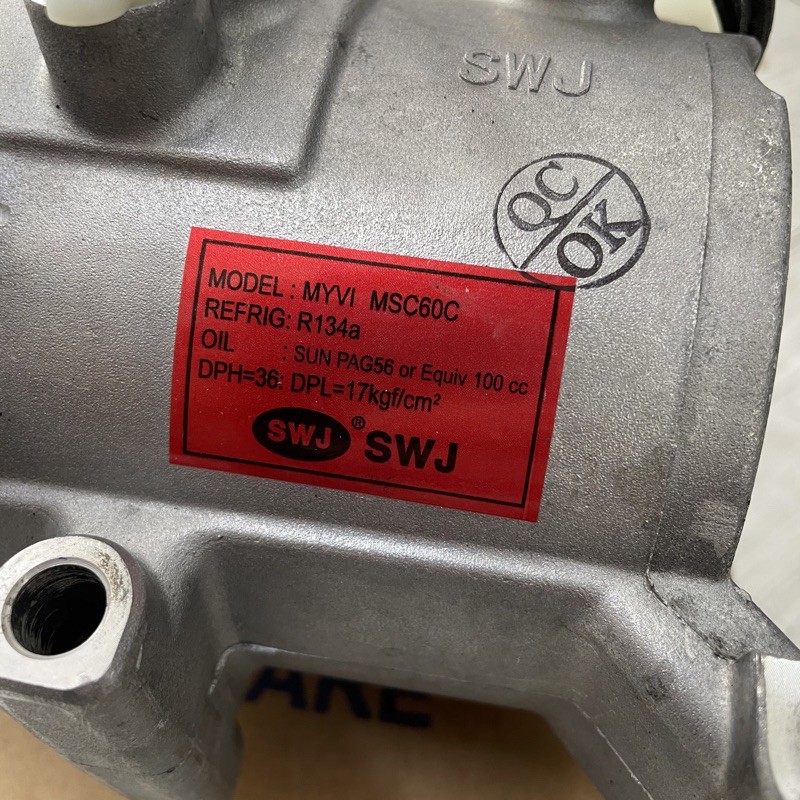 SWJ
QC
OK
MODEL : MYVI MSC60C
REFRIG: R134a
OIL : SUN PAG56 or Equiv 100 cc
DPH=36: DPL=17kgf/cm²
SWJ ® SWJ